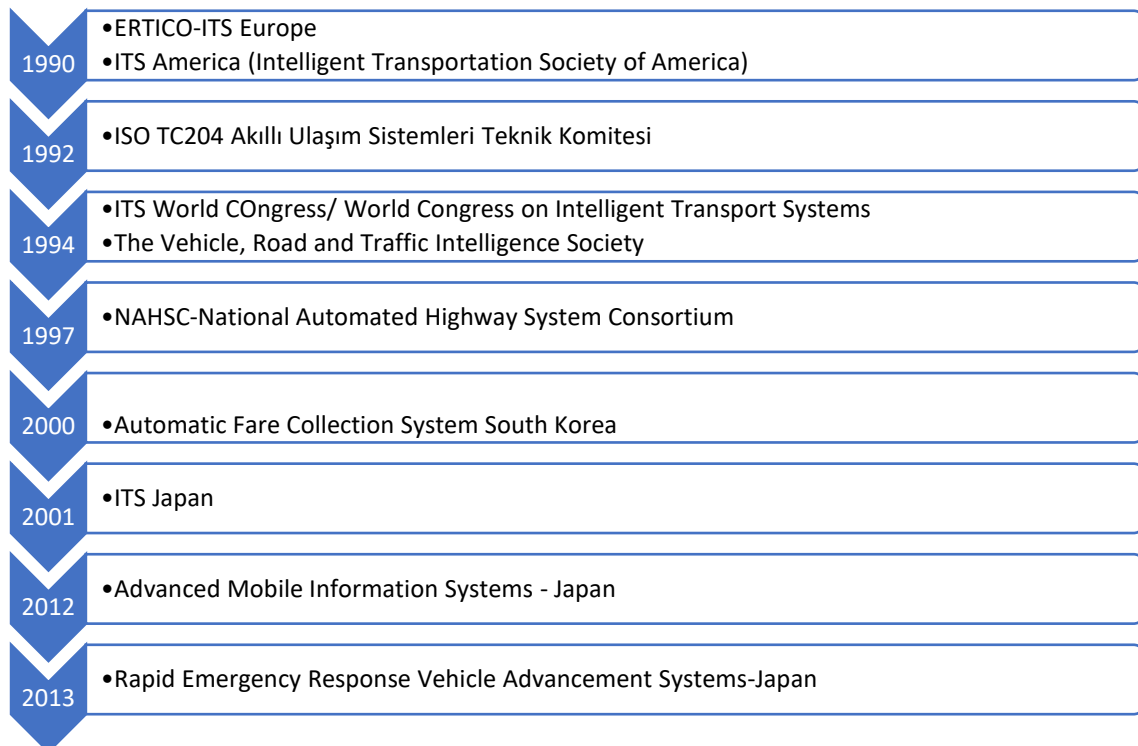 1990
•ERTICO-ITS Europe
•ITS America (Intelligent Transportation Society of America)
1992
•ISO TC204 Akıllı Ulaşım Sistemleri Teknik Komitesi
1994
•ITS World COngress/ World Congress on Intelligent Transport Systems
•The Vehicle, Road and Traffic Intelligence Society
1997
•NAHSC-National Automated Highway System Consortium
2000
•Automatic Fare Collection System South Korea
2001
•ITS Japan
2012
•Advanced Mobile Information Systems - Japan
2013
•Rapid Emergency Response Vehicle Advancement Systems-Japan